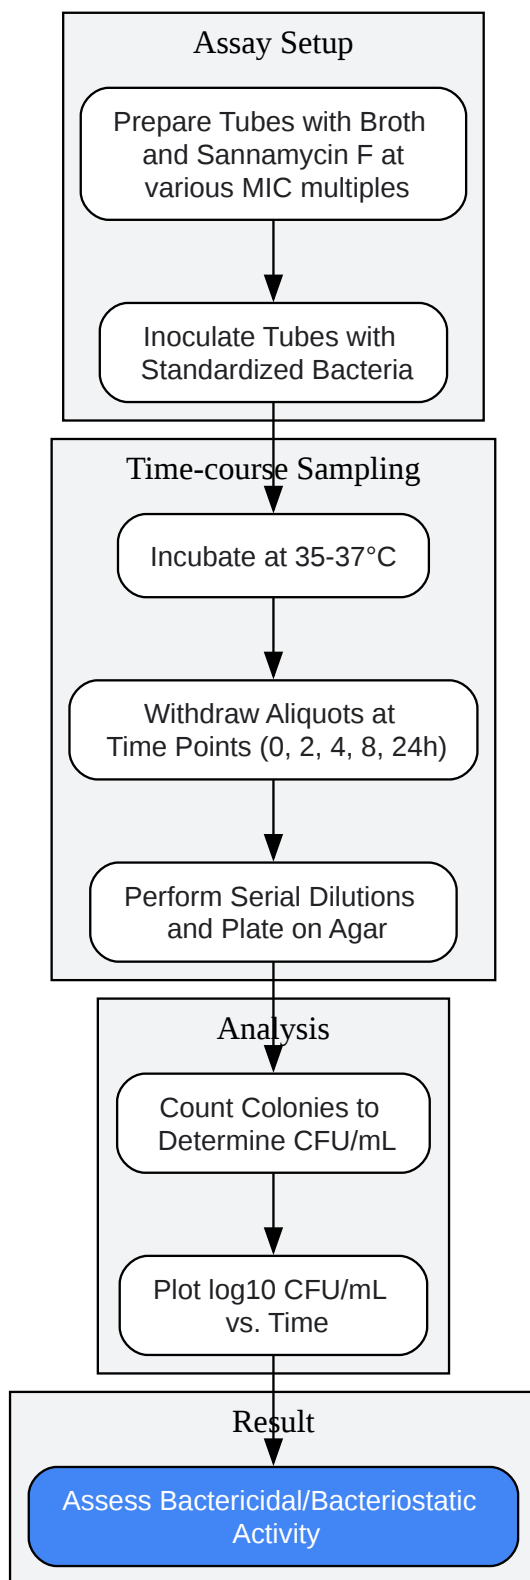 Assay Setup
Prepare Tubes with Broth
and Sannamycin F at
various MIC multiples
Inoculate Tubes with
Standardized Bacteria
Time-course Sampling
Incubate at 35-37°C
Withdraw Aliquots at
Time Points (0, 2, 4, 8, 24h)
Perform Serial Dilutions
and Plate on Agar
Analysis
Count Colonies to
Determine CFU/mL
Plot log10 CFU/mL
vs. Time
Result
Assess Bactericidal/Bacteriostatic
Activity